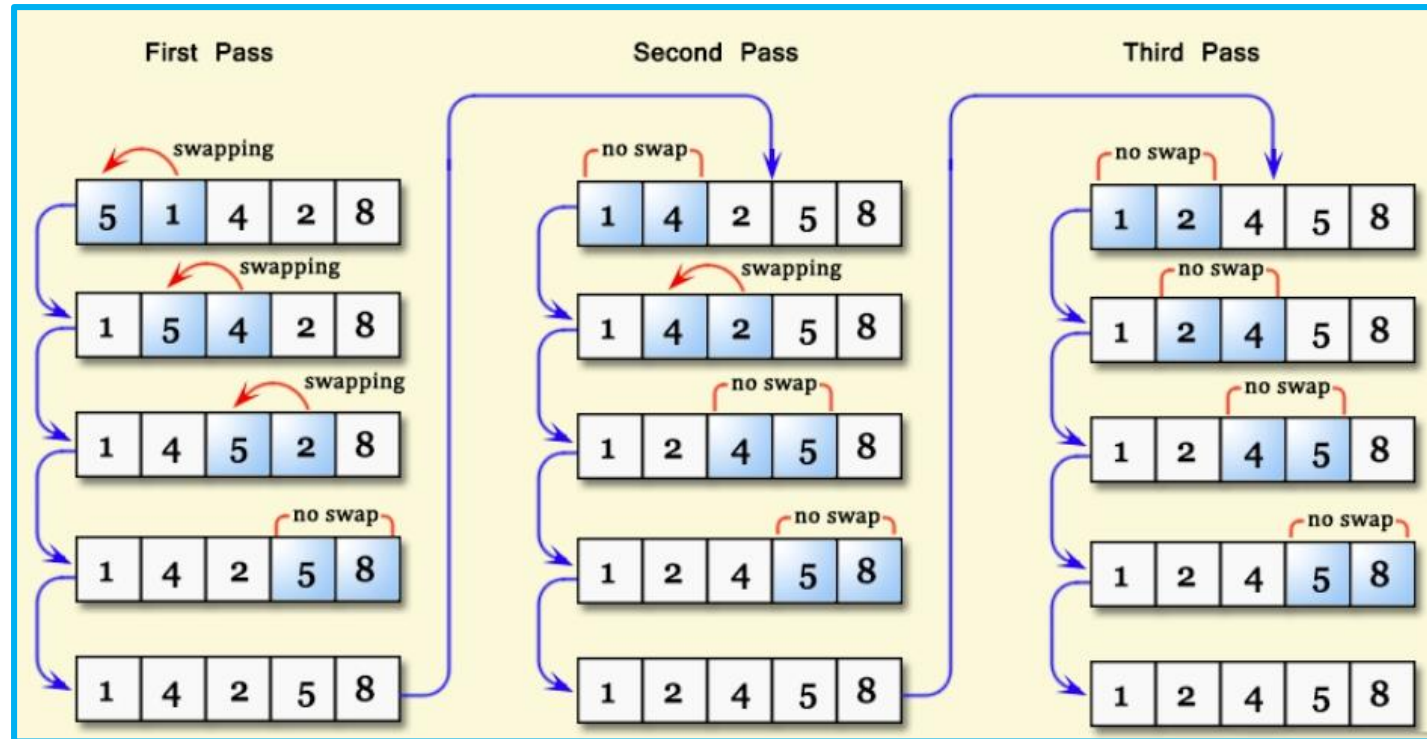 First Pass
swapping
5 1 4 2 8
swapping
1 5 4 2 8
swapping
1 4 5 2 8
no swap
1 4 2 5 8
1 4 2 5 8
Second Pass
no swap
1 4 2 5 8
swapping
1 4 2 5 8
no swap
1 2 4 5 8
no swap
1 2 4 5 8
1 2 4 5 8
Third Pass
no swap
1 2 4 5 8
no swap
1 2 4 5 8
no swap
1 2 4 5 8
no swap
1 2 4 5 8
1 2 4 5 8